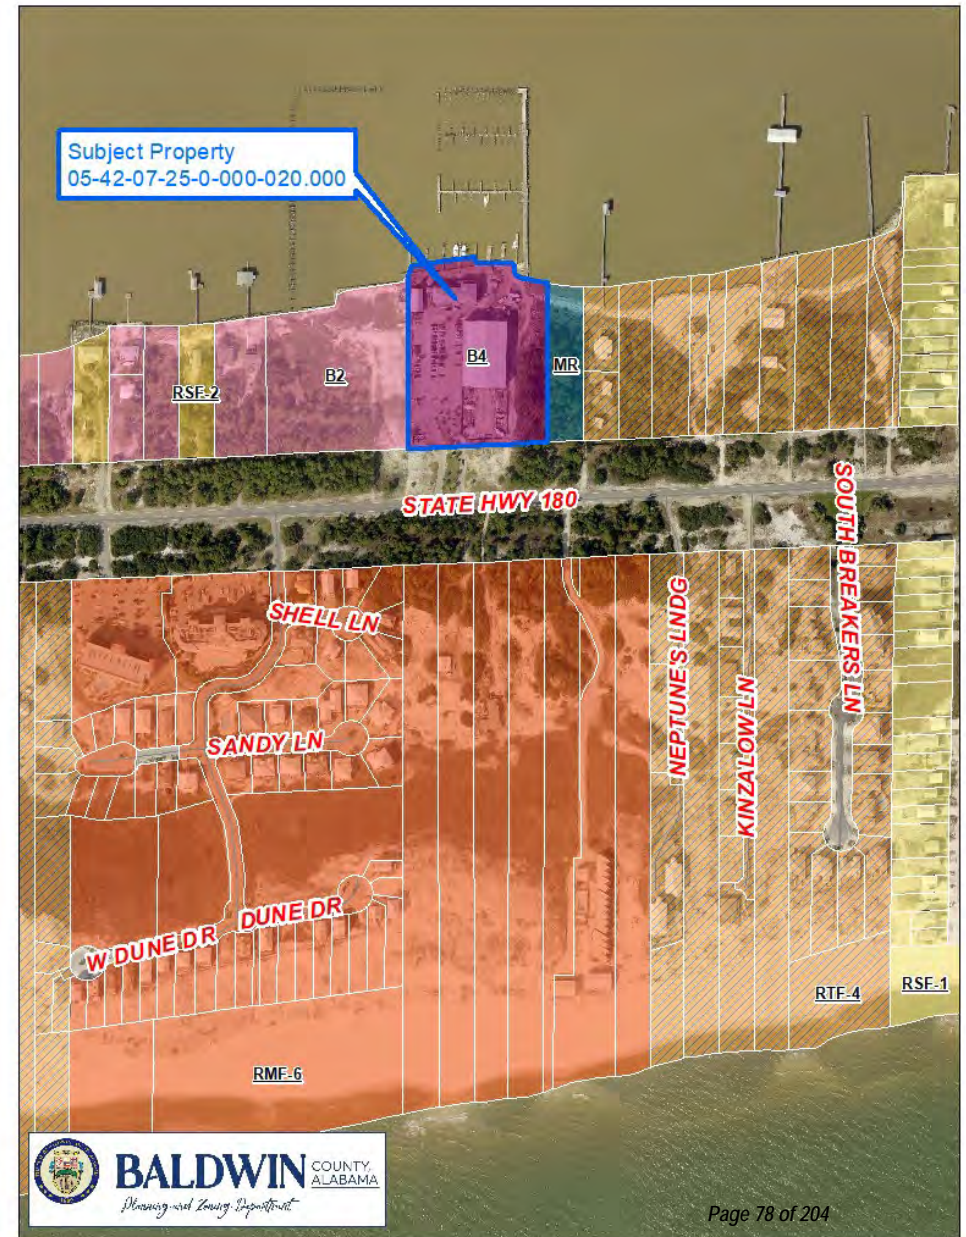 Subject Property
05-42-07-25-0-000-020.000
B4
MR
B2
RSF-2
STATE HWY 180
SOUTH BREAKERS LN
SHELL LN
NEPTUNE'S LNDG
KINZALOW LN
SANDY LN
DUNE DR
W DUNE DR
RSF-1
RTF-4
RMF-6
BALDWIN
COUNTY,
ALABAMA
Planning and Zoning Department
Page 78 of 204